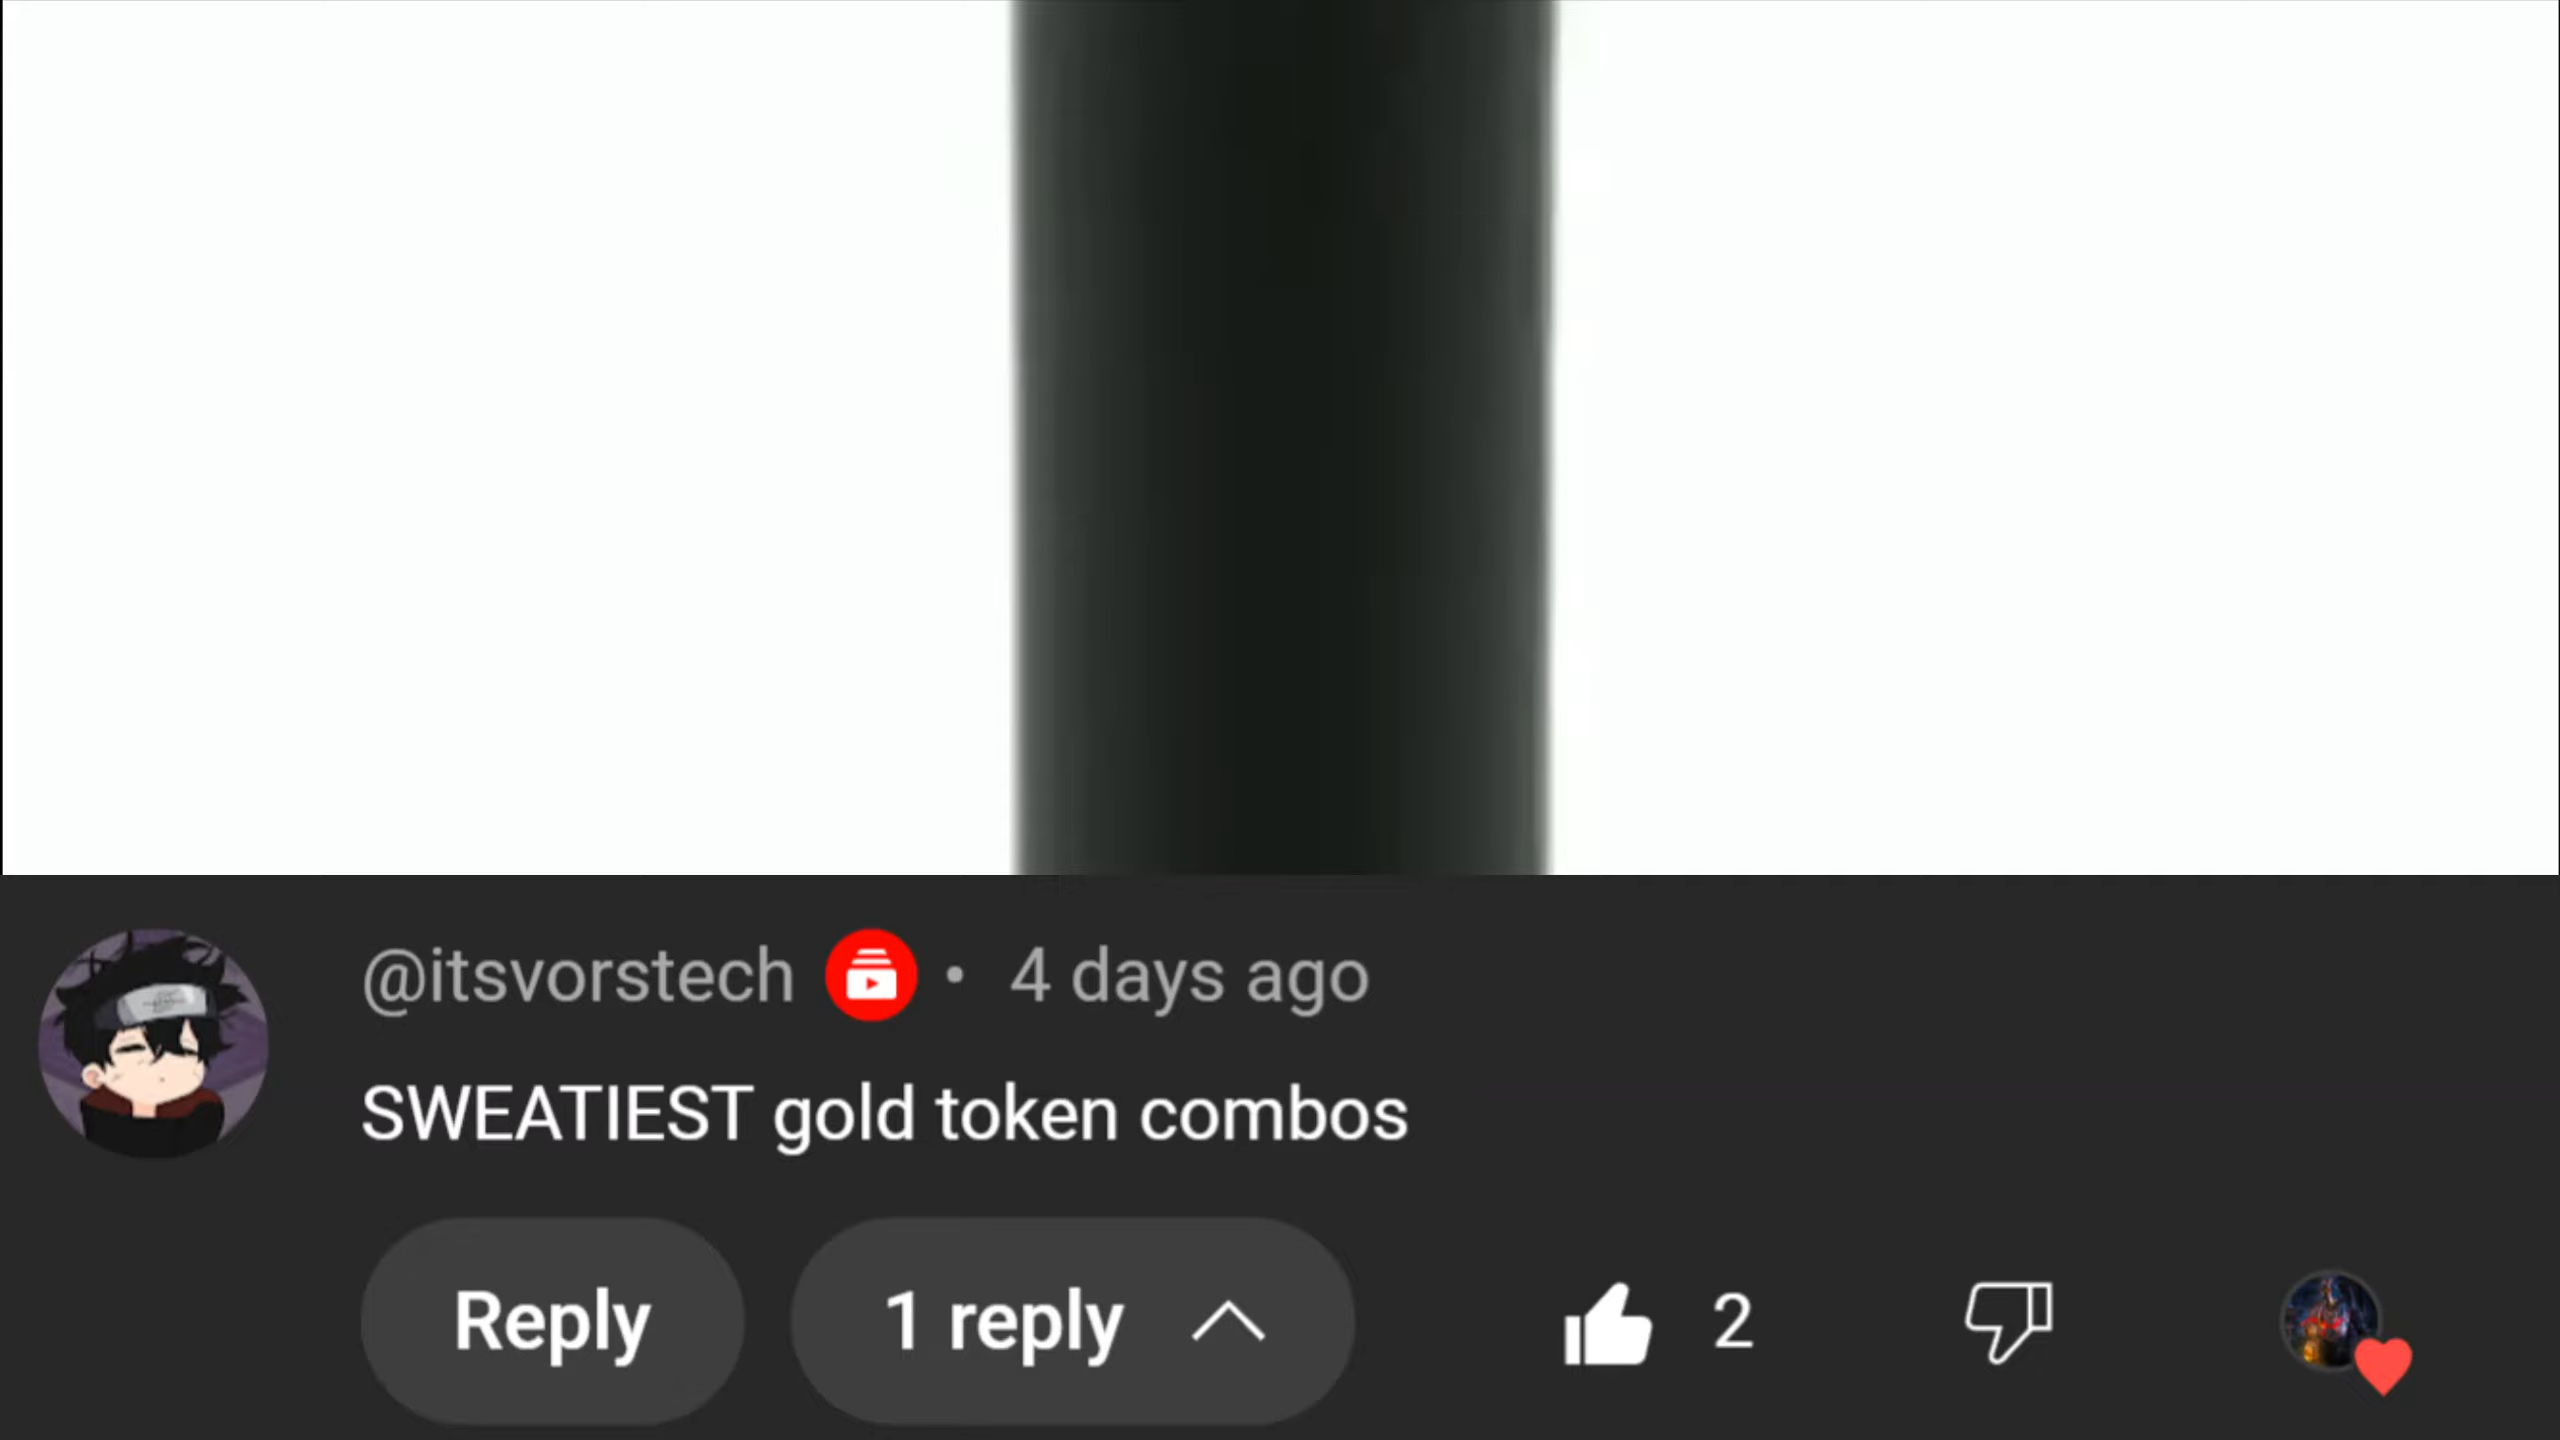 @itsvorstech • 4 days ago
SWEATIEST gold token combos
Reply 1 reply 2